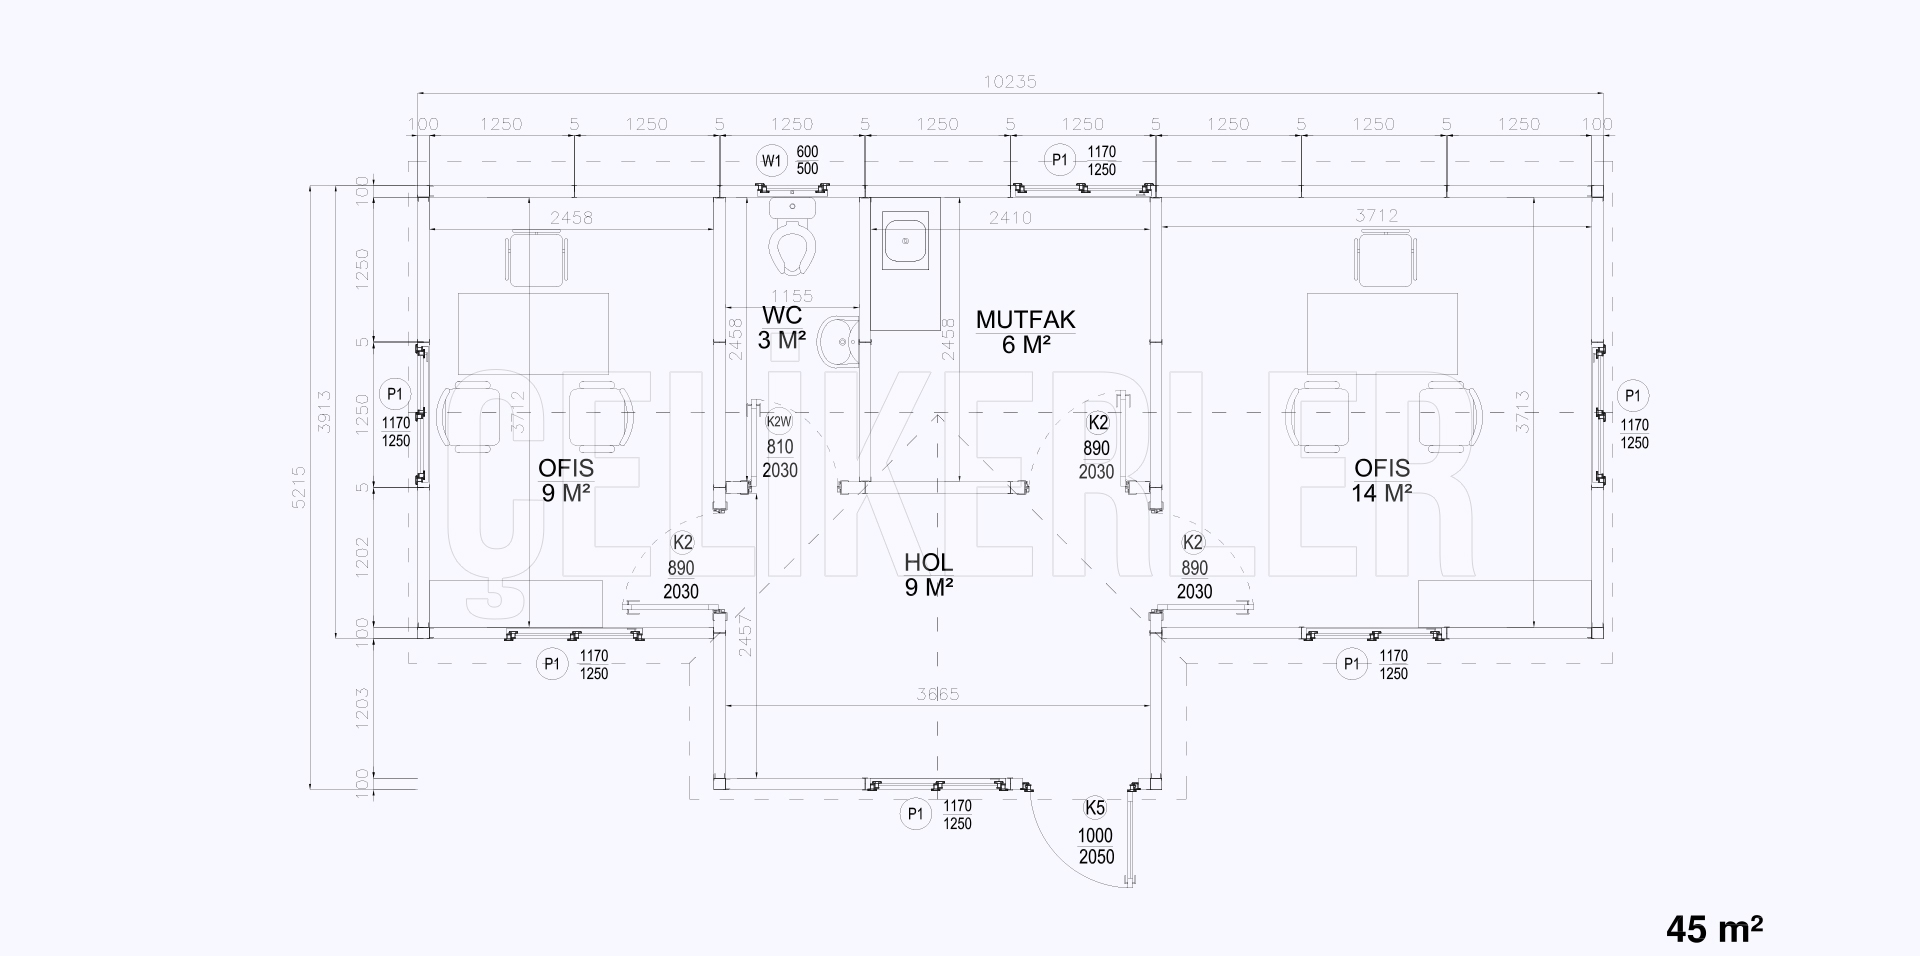 10235
100 1250 5 1250 5 1250 5 1250 5 1250 5 1250 5 1250 5 1250 100
W1 600
500
P1 1170
1250
100
2458
2410
3712
1250
1155
WC
3 M²
2458
MUTFAK
6 M²
2458
5
3913
P1
1170
1250
1250
3712
ÇELİKERLER
K2W
810
2030
K2
890
2030
3713
P1
1170
1250
OFIS
9 M²
OFIS
14 M²
5215
5
1202
K2
890
2030
HOL
9 M²
K2
890
2030
100
2457
P1 1170
1250
P1 1170
1250
1203
3665
100
P1 1170
1250
K5
1000
2050
45 m²